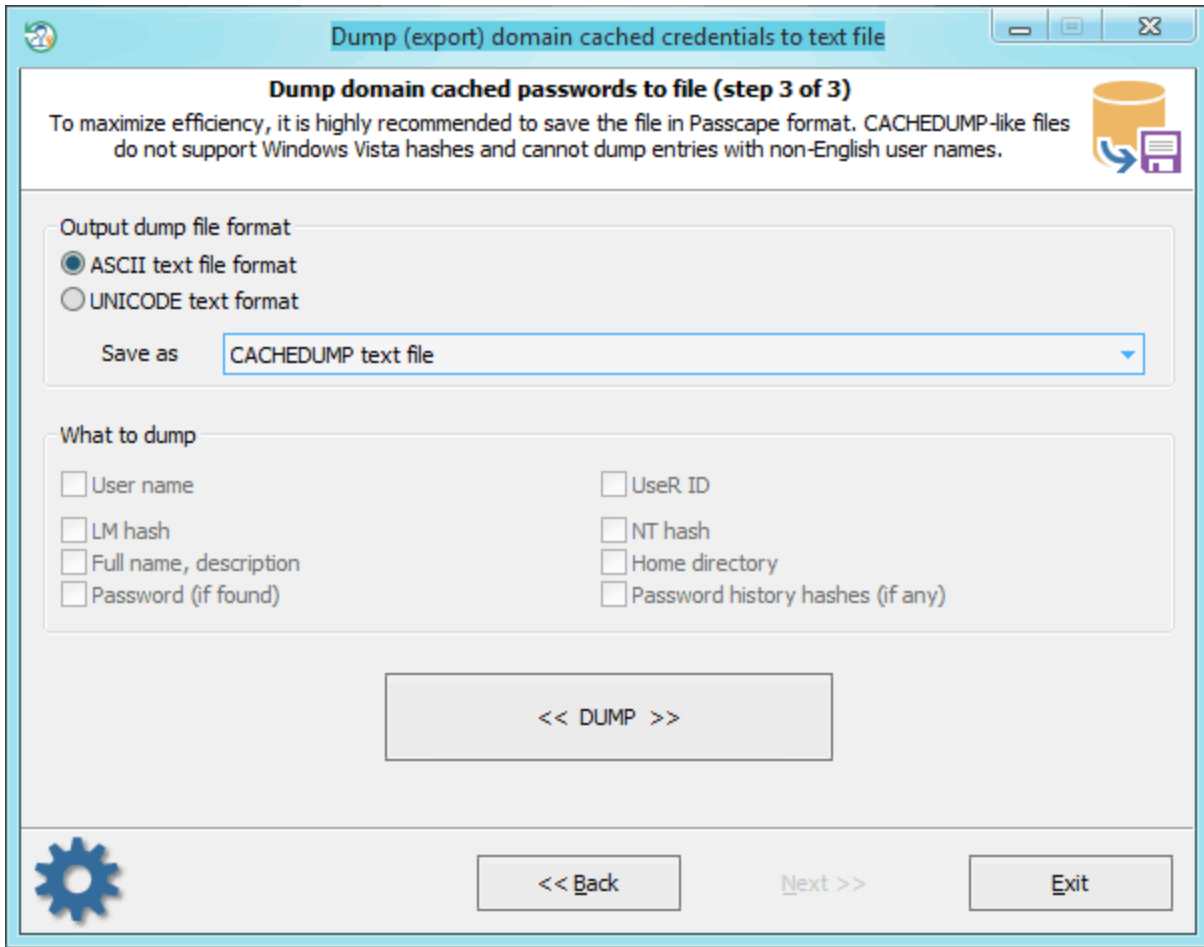 Dump (export) domain cached credentials to text file
Dump domain cached passwords to file (step 3 of 3)
To maximize efficiency, it is highly recommended to save the file in Passcape format. CACHEDUMP-like files
do not support Windows Vista hashes and cannot dump entries with non-English user names.
Output dump file format
ASCII text file format
UNICODE text format
Save as CACHEDUMP text file
What to dump
User name UseR ID
LM hash NT hash
Full name, description Home directory
Password (if found) Password history hashes (if any)
<< DUMP >>
<< Back Next >> Exit